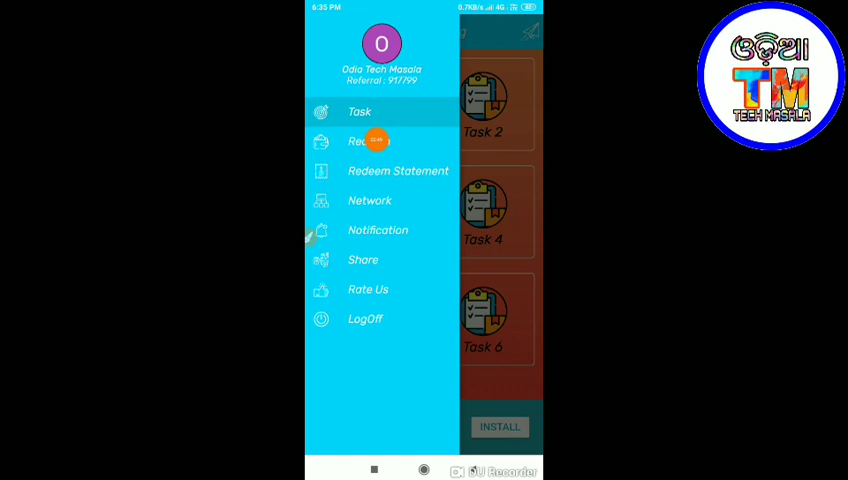 6:35 PM
0.7KB/s 4G
O
Odia Tech Masala
Referral : 917799
Task
Redeem Statement
Network
Notification
Share
Rate Us
LogOff
g
Task 2
Task 4
Task 6
INSTALL
DU Recorder
ଓଡ଼ିଆ
TM
TECH MASALA